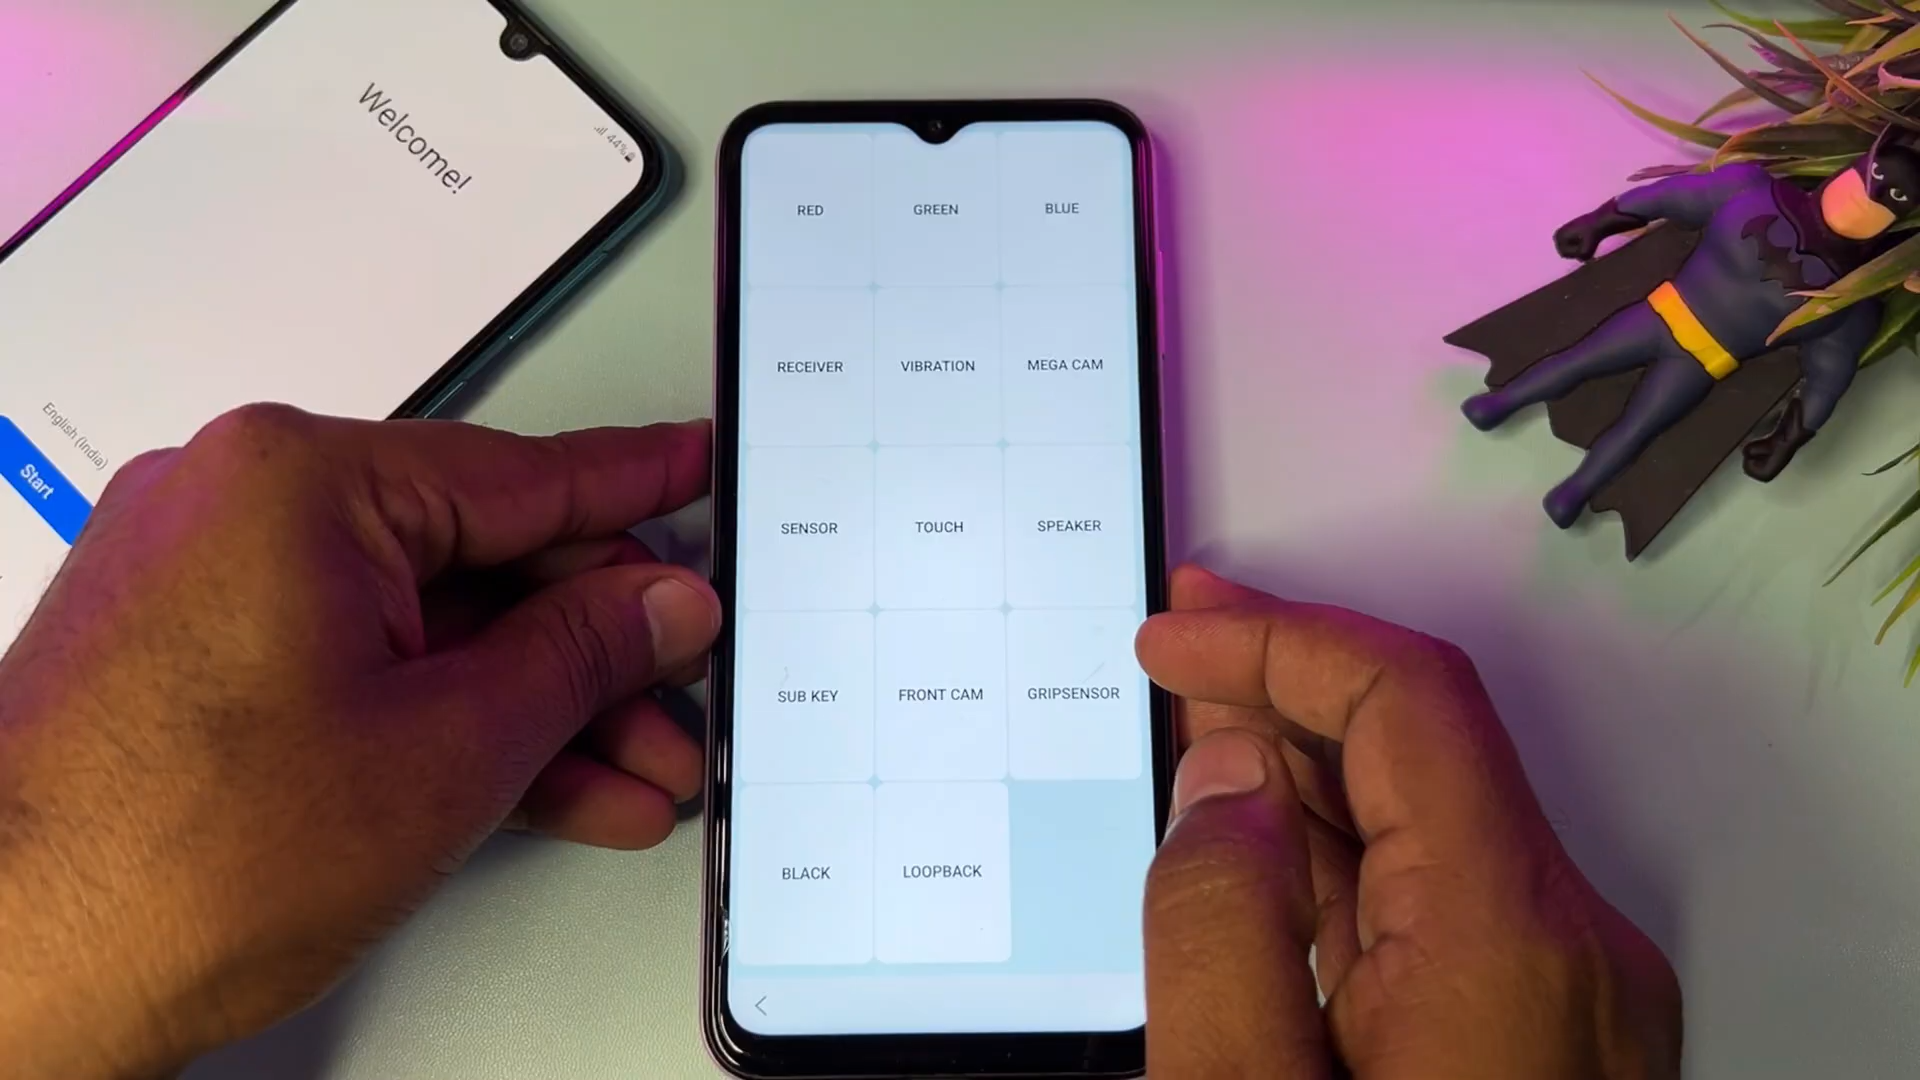 Welcome!
44%
English (India)
Start
RED GREEN BLUE
RECEIVER VIBRATION MEGA CAM
SENSOR TOUCH SPEAKER
SUB KEY FRONT CAM GRIPSENSOR
BLACK LOOPBACK